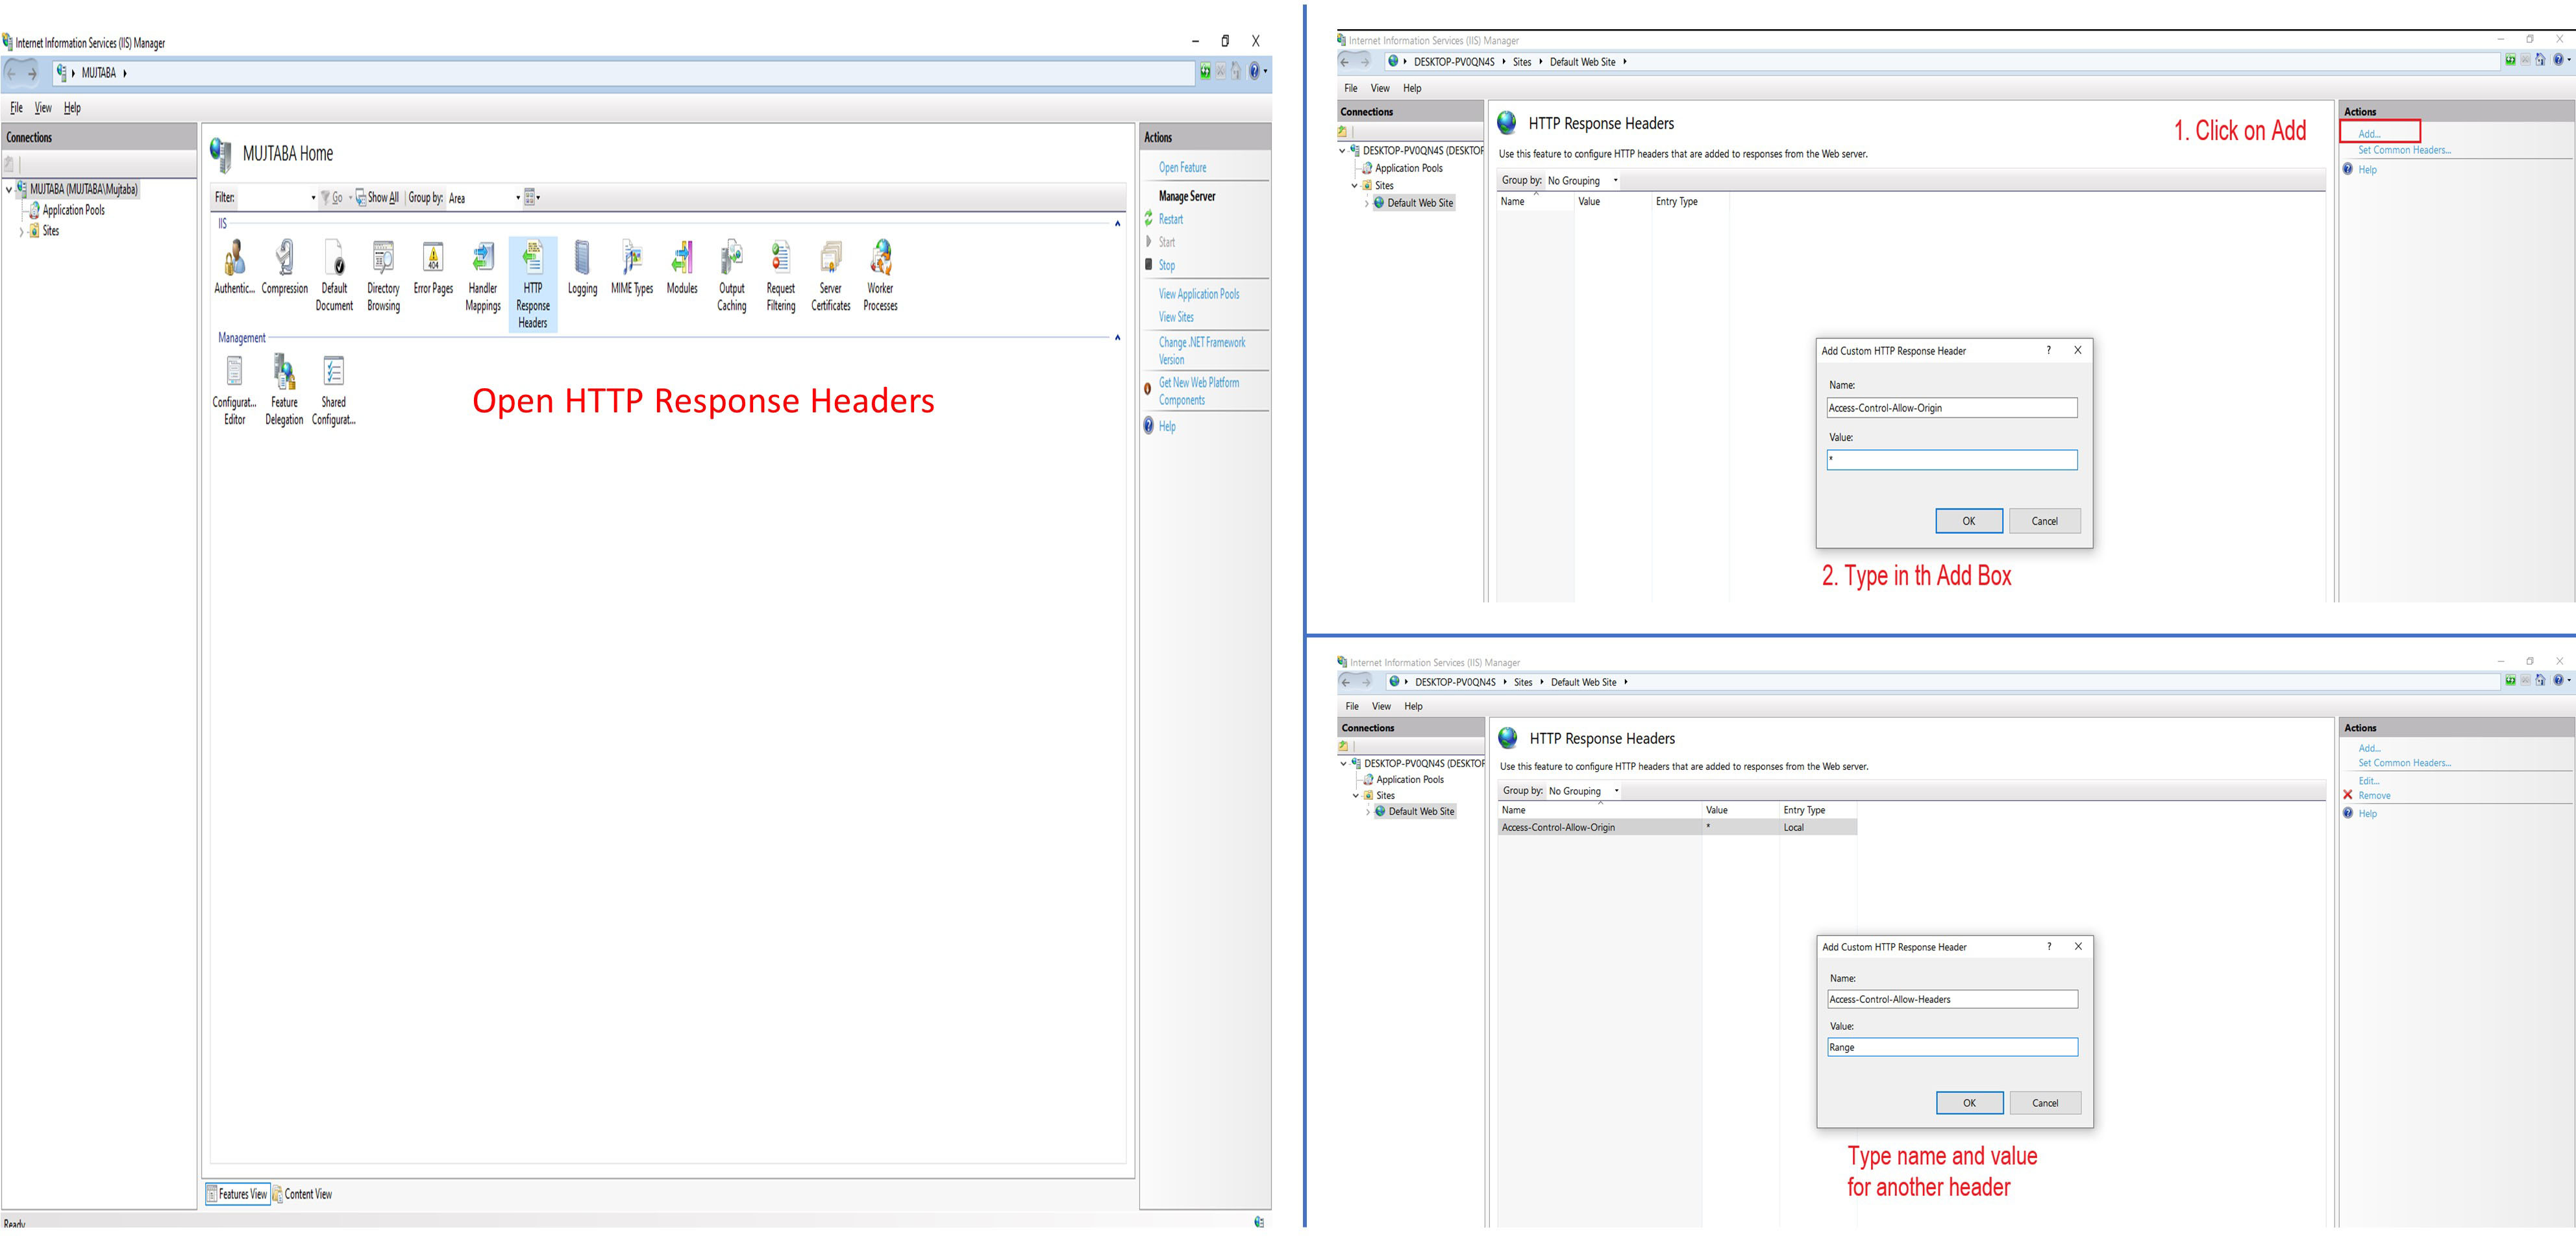 Internet Information Services (IIS) Manager
MUJTABA
File View Help
Connections
MUJTABA (MUJTABA\Mujtaba)
Application Pools
Sites
MUJTABA Home
Filter: Go Show All Group by: Area
IIS
Authentic... Compression Default Document Directory Browsing Error Pages Handler Mappings HTTP Response Headers Logging MIME Types Modules Output Caching Request Filtering Server Certificates Worker Processes
Management
Configurat... Editor Feature Delegation Shared Configurat...
Open HTTP Response Headers
Features View Content View
Ready
Actions
Open Feature
Manage Server
Restart
Start
Stop
View Application Pools
View Sites
Change .NET Framework
Version
Get New Web Platform
Components
Help
Internet Information Services (IIS) Manager
DESKTOP-PV0QN4S Sites Default Web Site
File View Help
Connections
DESKTOP-PV0QN4S (DESKTOP
Application Pools
Sites
Default Web Site
HTTP Response Headers
1. Click on Add
Use this feature to configure HTTP headers that are added to responses from the Web server.
Group by: No Grouping
Name Value Entry Type
Add Custom HTTP Response Header ? X
Name:
Access-Control-Allow-Origin
Value:
*
OK Cancel
2. Type in th Add Box
Actions
Add...
Set Common Headers...
Help
Internet Information Services (IIS) Manager
DESKTOP-PV0QN4S Sites Default Web Site
File View Help
Connections
DESKTOP-PV0QN4S (DESKTOP
Application Pools
Sites
Default Web Site
HTTP Response Headers
Use this feature to configure HTTP headers that are added to responses from the Web server.
Group by: No Grouping
Name Value Entry Type
Access-Control-Allow-Origin * Local
Add Custom HTTP Response Header ? X
Name:
Access-Control-Allow-Headers
Value:
Range
OK Cancel
Type name and value
for another header
Actions
Add...
Set Common Headers...
Edit...
Remove
Help